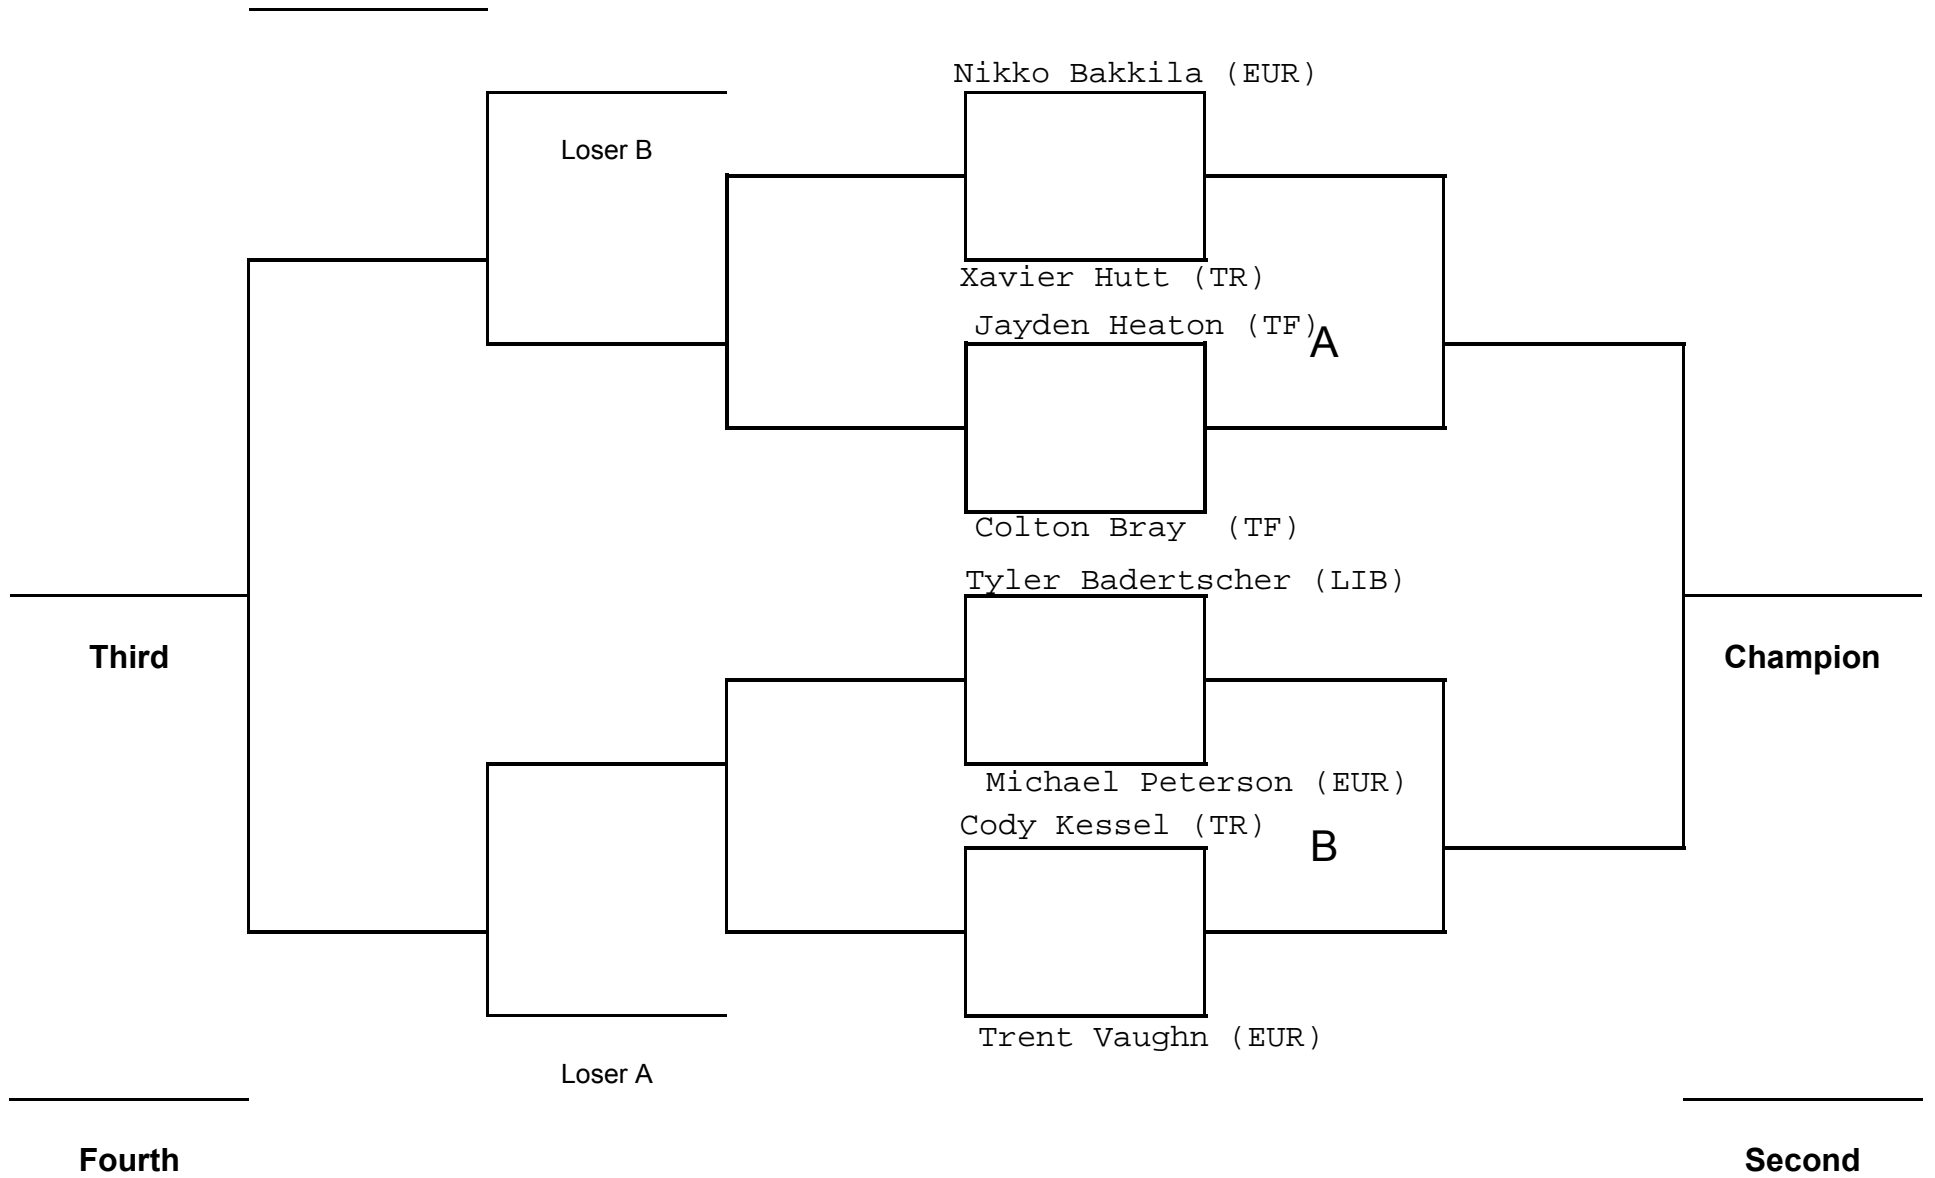 Nikko Bakkila (EUR)
Loser B
Xavier Hutt (TR)
Jayden Heaton (TF)
A
Colton Bray  (TF)
Tyler Badertscher (LIB)
Third
Champion
Michael Peterson (EUR)
Cody Kessel (TR)
B
Trent Vaughn (EUR)
Loser A
Fourth
Second